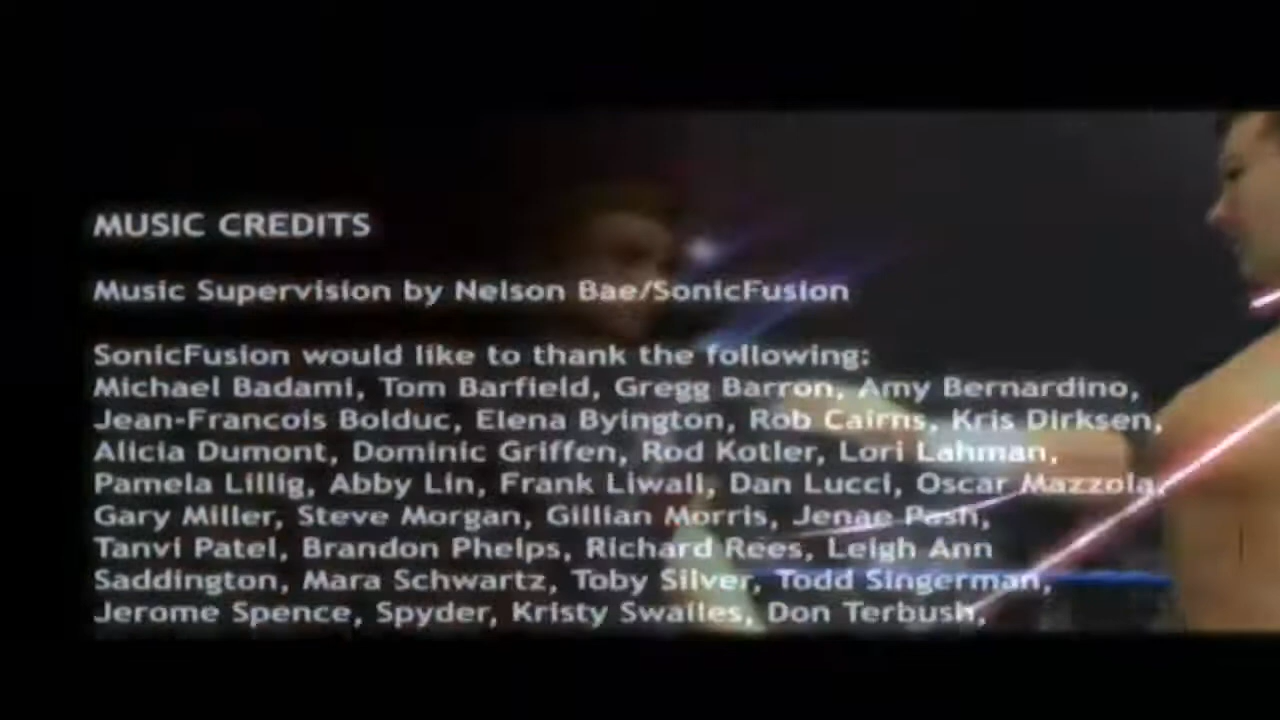 MUSIC CREDITS
Music Supervision by Nelson Bae/SonicFusion
SonicFusion would like to thank the following:
Michael Badami, Tom Barfield, Gregg Barron, Amy Bernardino,
Jean-Francois Bolduc, Elena Byington, Rob Cairns, Kris Dirksen,
Alicia Dumont, Dominic Griffen, Rod Kotler, Lori Lahman,
Pamela Lillig, Abby Lin, Frank Liwall, Dan Lucci, Oscar Mazzola,
Gary Miller, Steve Morgan, Gillian Morris, Jenae Pash,
Tanvi Patel, Brandon Phelps, Richard Rees, Leigh Ann
Saddington, Mara Schwartz, Toby Silver, Todd Singerman,
Jerome Spence, Spyder, Kristy Swalles, Don Terbush,